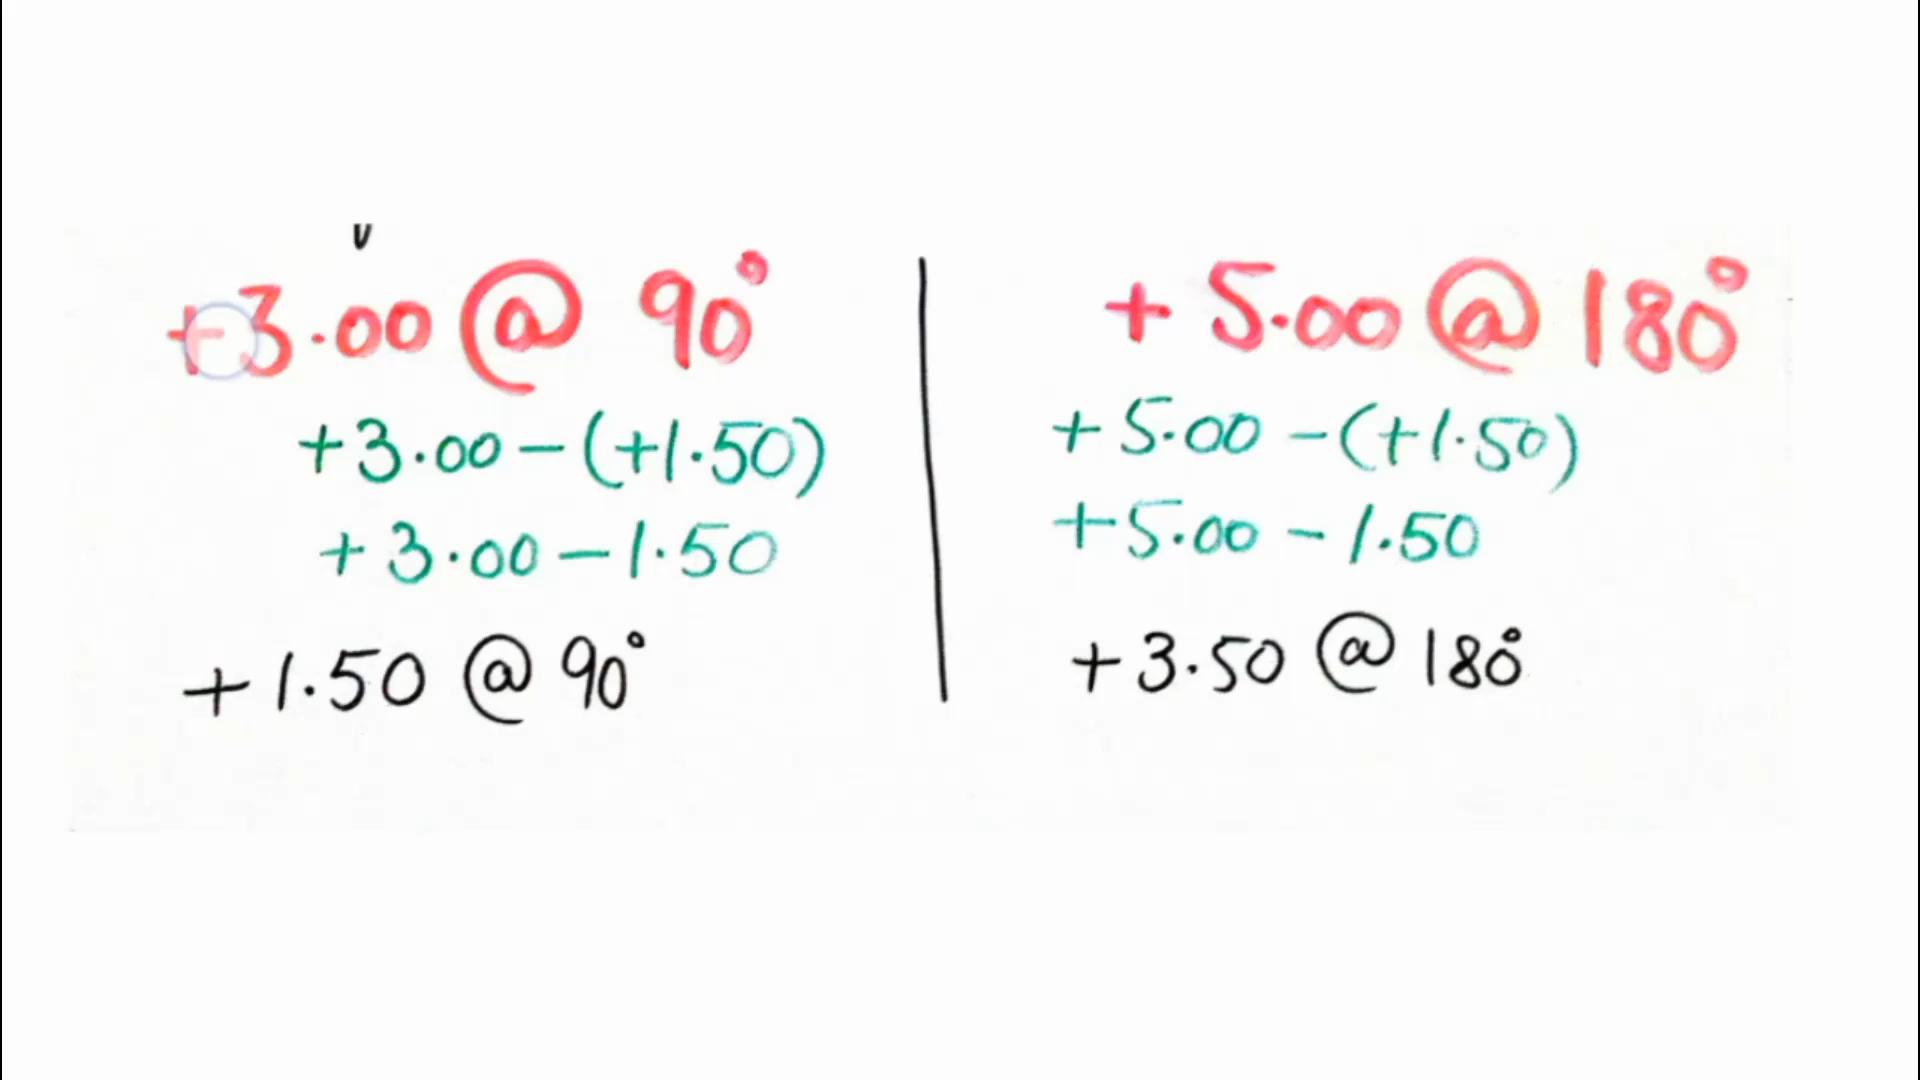 +3.00 @ 90°
+3.00 - (+1.50)
+3.00 - 1.50
+1.50 @ 90°
+ 5.00 @ 180°
+5.00 - (+1.50)
+5.00 - 1.50
+3.50 @ 180°